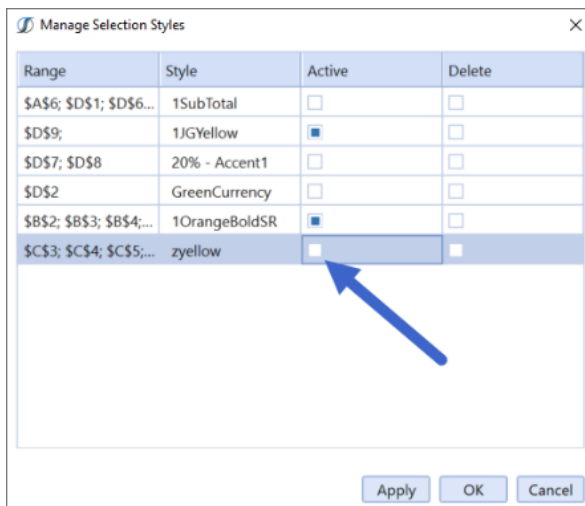 Manage Selection Styles
Range Style Active Delete
$A$6; $D$1; $D$6... 1SubTotal
$D$9; 1JGYellow
$D$7; $D$8 20% - Accent1
$D$2 GreenCurrency
$B$2; $B$3; $B$4;... 1OrangeBoldSR
$C$3; $C$4; $C$5;... zyellow
Apply OK Cancel